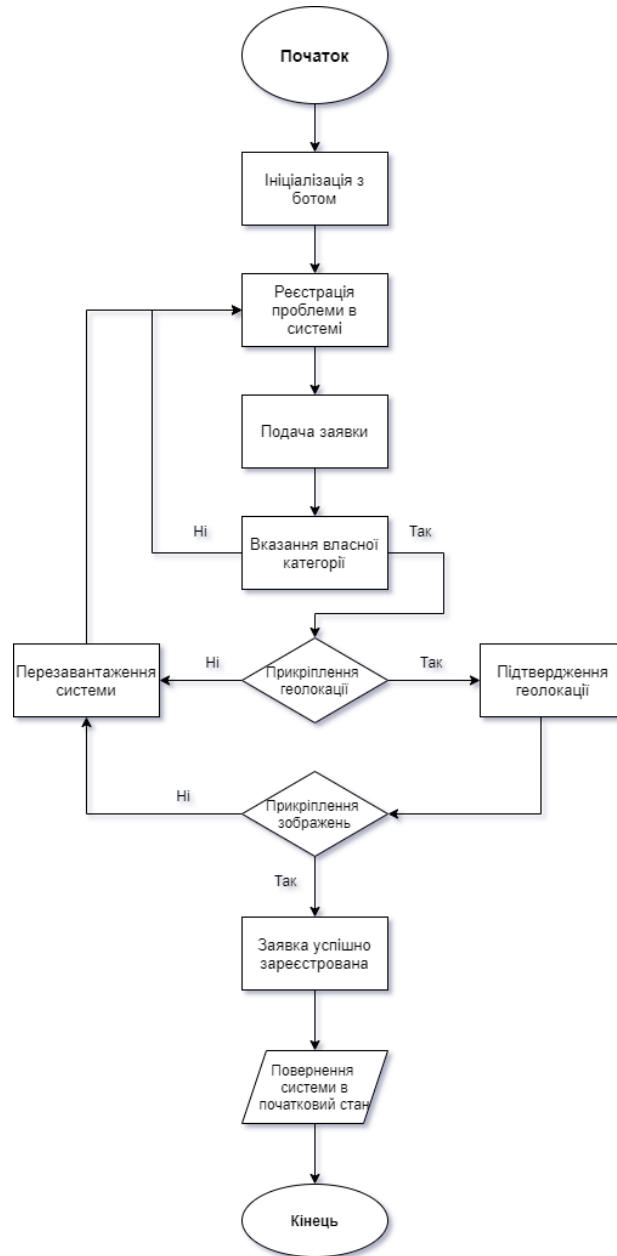 Початок
Ініціалізація з
ботом
Реєстрація
проблеми в
системі
Подача заявки
Ні
Так
Вказання власної
категорії
Перезавантаження
системи
Ні
Прикріплення
геолокації
Так
Підтвердження
геолокації
Ні
Прикріплення
зображень
Так
Заявка успішно
зареєстрована
Повернення
системи в
початковий стан
Кінець